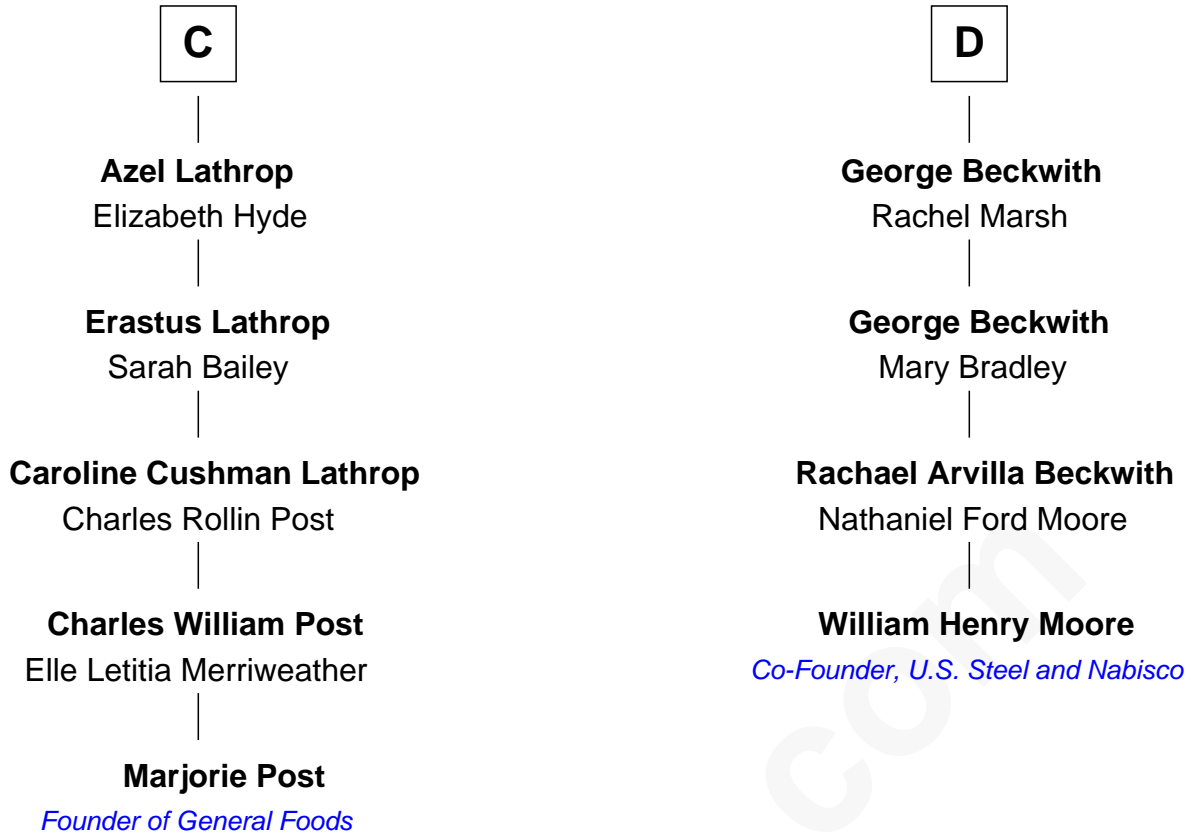 C
Azel Lathrop
Elizabeth Hyde
Erastus Lathrop
Sarah Bailey
Caroline Cushman Lathrop
Charles Rollin Post
Charles William Post
Elle Letitia Merriweather
Marjorie Post
Founder of General Foods
D
George Beckwith
Rachel Marsh
George Beckwith
Mary Bradley
Rachael Arvilla Beckwith
Nathaniel Ford Moore
William Henry Moore
Co-Founder, U.S. Steel and Nabisco
com